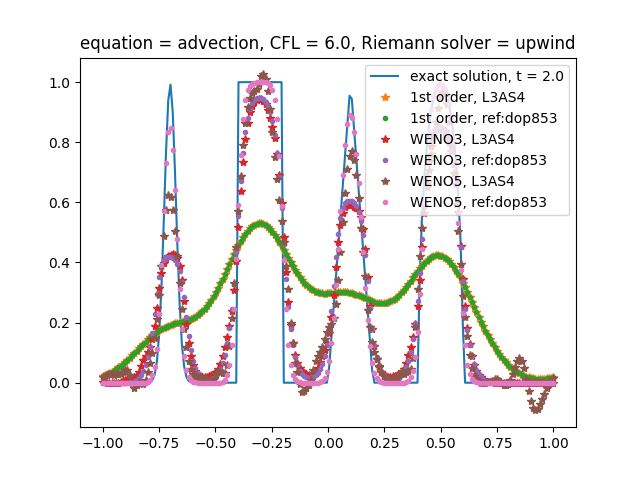 equation = advection, CFL = 6.0, Riemann solver = upwind
exact solution, t = 2.0
1st order, L3AS4
1st order, ref:dop853
WENO3, L3AS4
WENO3, ref:dop853
WENO5, L3AS4
WENO5, ref:dop853
1.0
0.8
0.6
0.4
0.2
0.0
−1.00 −0.75 −0.50 −0.25 0.00 0.25 0.50 0.75 1.00